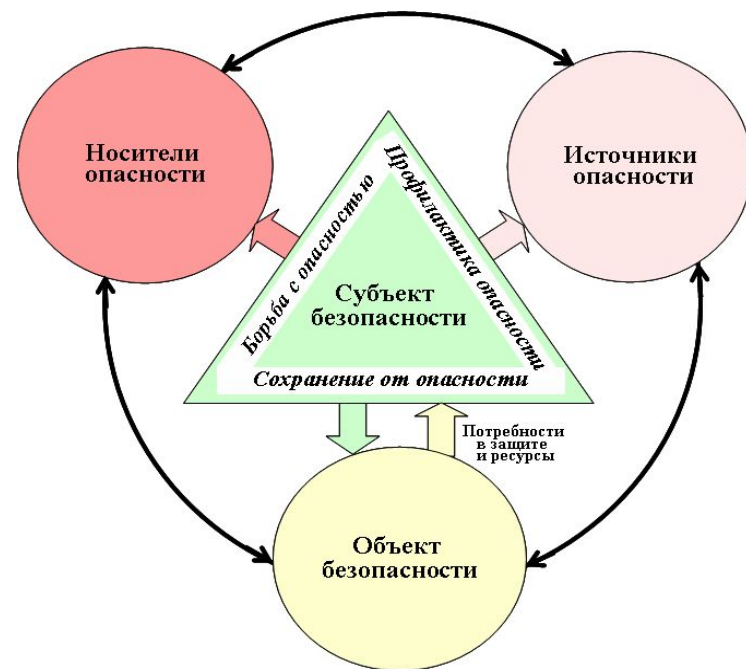 Носители
опасности
Источники
опасности
Борьба с опасностью
Профилактика опасности
Субъект
безопасности
Сохранение от опасности
Потребности
в защите
и ресурсы
Объект
безопасности